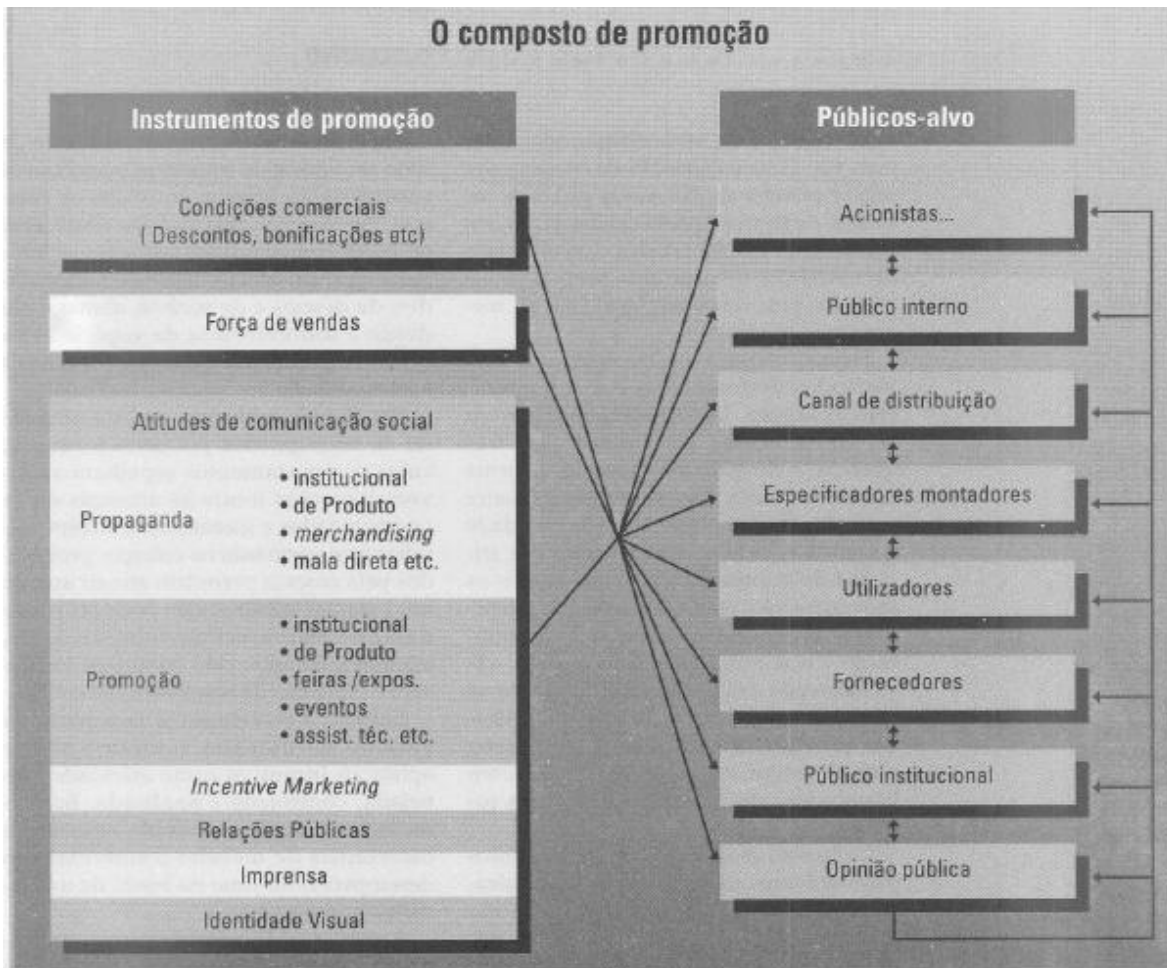 O composto de promoção
Instrumentos de promoção
Condições comerciais
( Descontos, bonificações etc)
Força de vendas
Atitudes de comunicação social
Propaganda
• institucional
• de Produto
• merchandising
• mala direta etc.
Promoção
• institucional
• de Produto
• feiras /expos.
• eventos
• assist. téc. etc.
Incentive Marketing
Relações Públicas
Imprensa
Identidade Visual
Públicos-alvo
Acionistas...
Público interno
Canal de distribuição
Especificadores montadores
Utilizadores
Fornecedores
Público institucional
Opinião pública